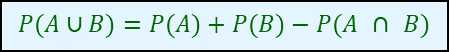 P(A ∪ B) = P(A) + P(B) − P(A ∩ B)